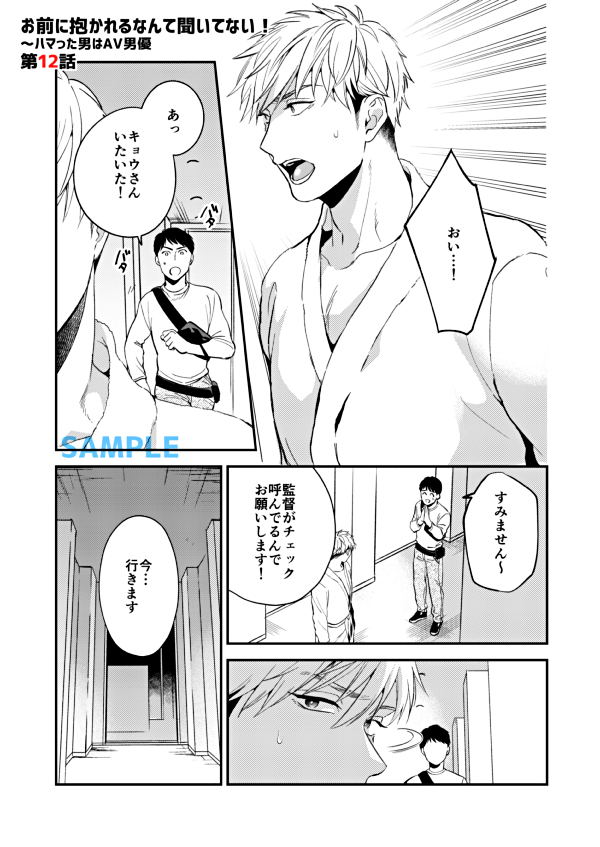 お前に抱かれるなんて聞いてない！
～ハマった男はAV男優
第12話
おい…！
あっ
キョウさん
いたいた！
バタ
バタ
SAMPLE
すみません～
監督がチェック
呼んでるんで
お願いします！
今…
行きます